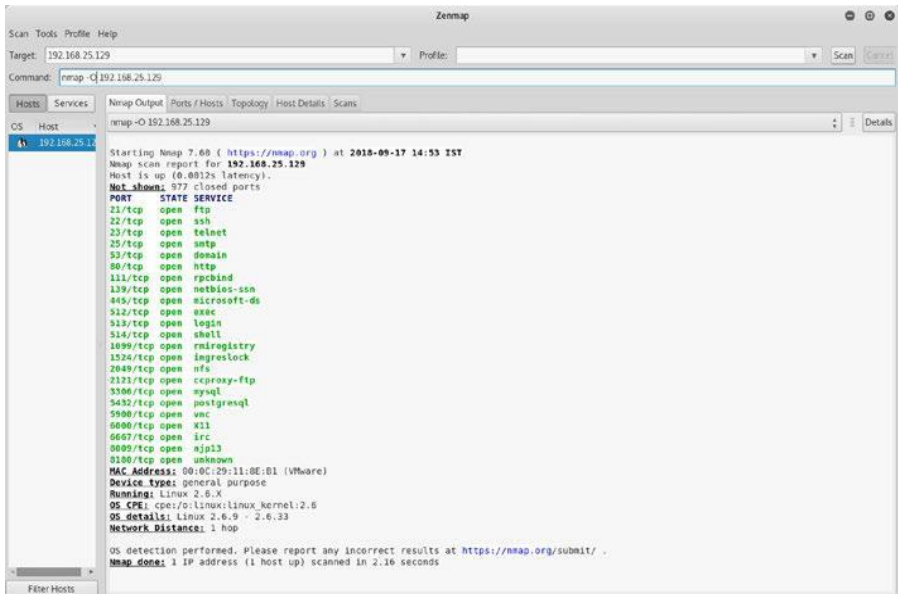 Zenmap
Scan Tools Profile Help
Target: 192.168.25.129 Profile: Scan Cancel
Command: nmap -O 192.168.25.129
Hosts Services Nmap Output Ports / Hosts Topology Host Details Scans
OS Host nmap -O 192.168.25.129 Details
192.168.25.12
Starting Nmap 7.60 ( https://nmap.org ) at 2018-09-17 14:53 IST
Nmap scan report for 192.168.25.129
Host is up (0.0012s latency).
Not shown: 977 closed ports
PORT STATE SERVICE
21/tcp open ftp
22/tcp open ssh
23/tcp open telnet
25/tcp open smtp
53/tcp open domain
80/tcp open http
111/tcp open rpcbind
139/tcp open netbios-ssn
445/tcp open microsoft-ds
512/tcp open exec
513/tcp open login
514/tcp open shell
1099/tcp open rmiregistry
1524/tcp open ingreslock
2049/tcp open nfs
2121/tcp open ccproxy-ftp
3306/tcp open mysql
5432/tcp open postgresql
5900/tcp open vnc
6000/tcp open X11
6667/tcp open irc
8009/tcp open ajp13
8180/tcp open unknown
MAC Address: 00:0C:29:11:8E:B1 (VMware)
Device type: general purpose
Running: Linux 2.6.X
OS CPE: cpe:/o:linux:linux_kernel:2.6
OS details: Linux 2.6.9 - 2.6.33
Network Distance: 1 hop
OS detection performed. Please report any incorrect results at https://nmap.org/submit/ .
Nmap done: 1 IP address (1 host up) scanned in 2.16 seconds
Filter Hosts